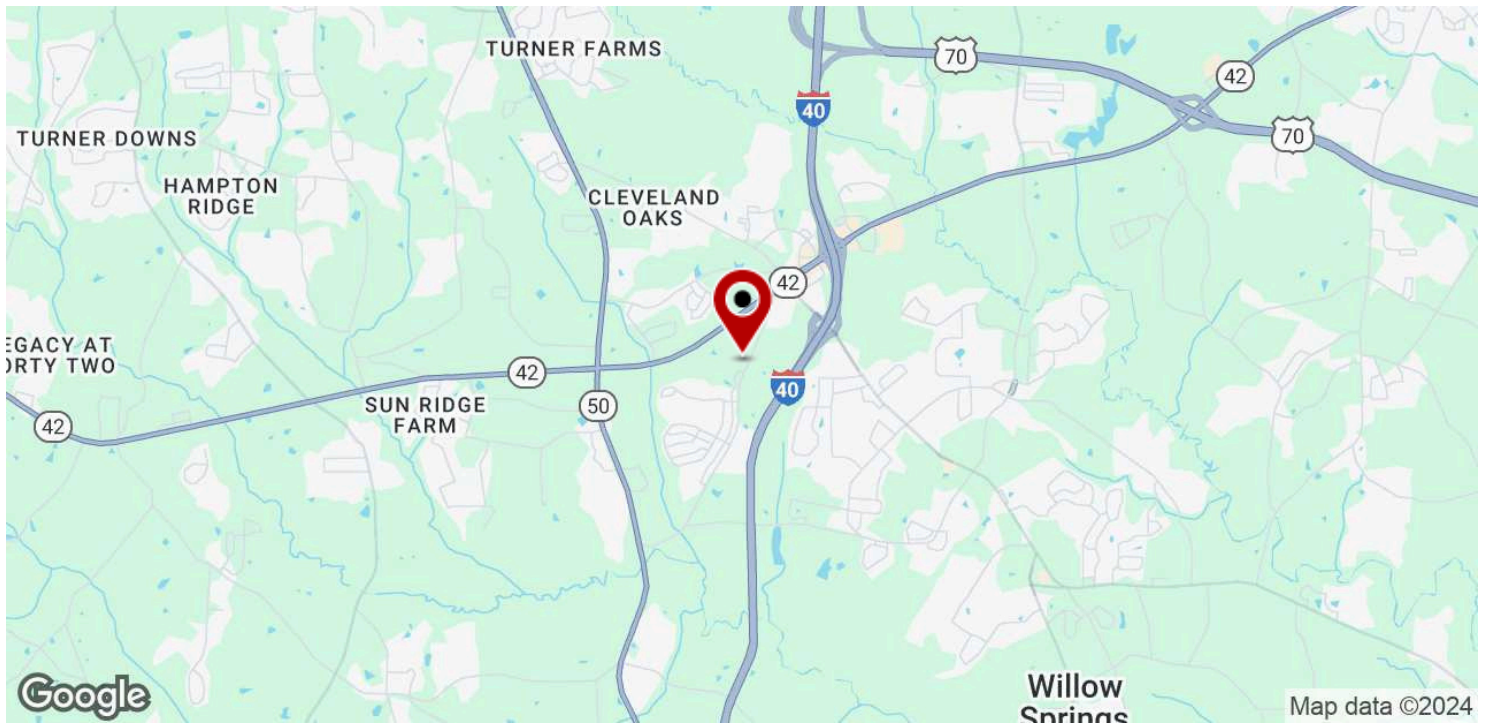 TURNER FARMS
70
42
40
70
TURNER DOWNS
HAMPTON
RIDGE
CLEVELAND
OAKS
42
EGACY AT
ORTY TWO
42
40
50
SUN RIDGE
FARM
42
Willow
Springs
Google
Map data ©2024